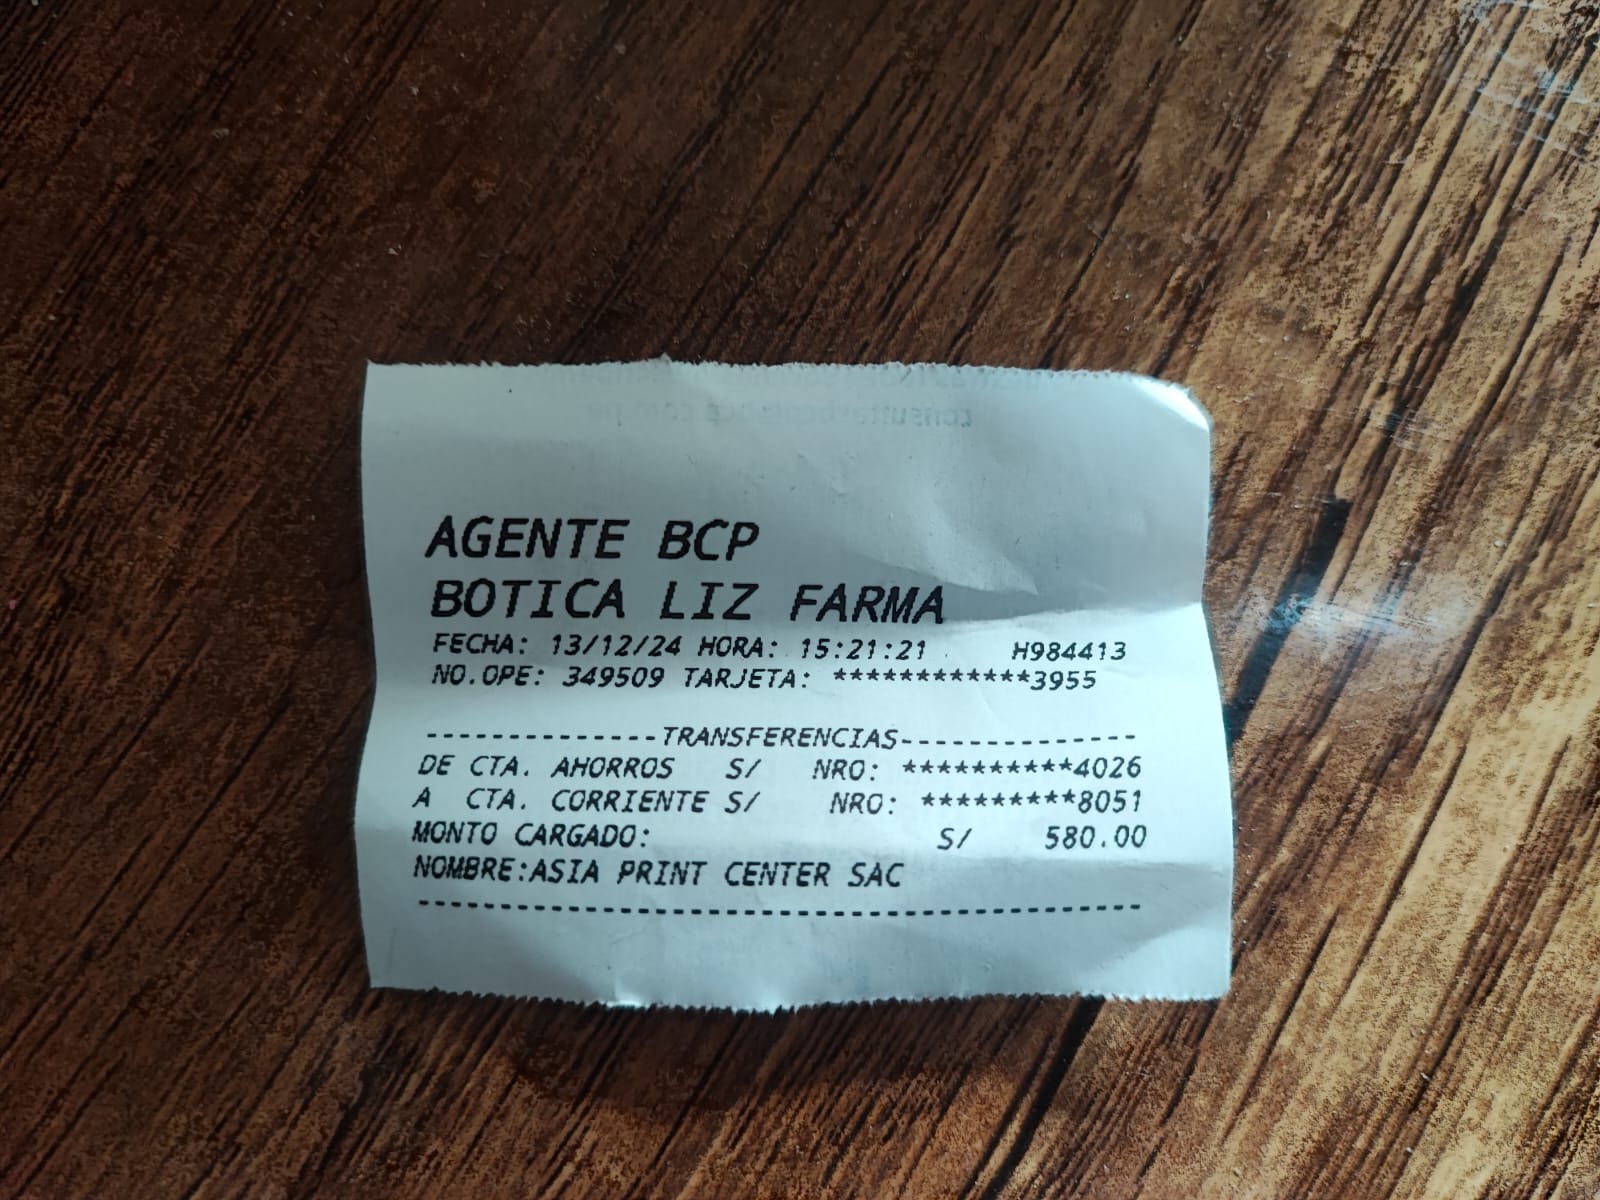 AGENTE BCP
BOTICA LIZ FARMA
FECHA: 13/12/24 HORA: 15:21:21 H984413
NO.OPE: 349509 TARJETA: ************3955
--------------TRANSFERENCIAS--------------
DE CTA. AHORROS S/ NRO: **********4026
A CTA. CORRIENTE S/ NRO: *********8051
MONTO CARGADO: S/ 580.00
NOMBRE:ASIA PRINT CENTER SAC
------------------------------------------